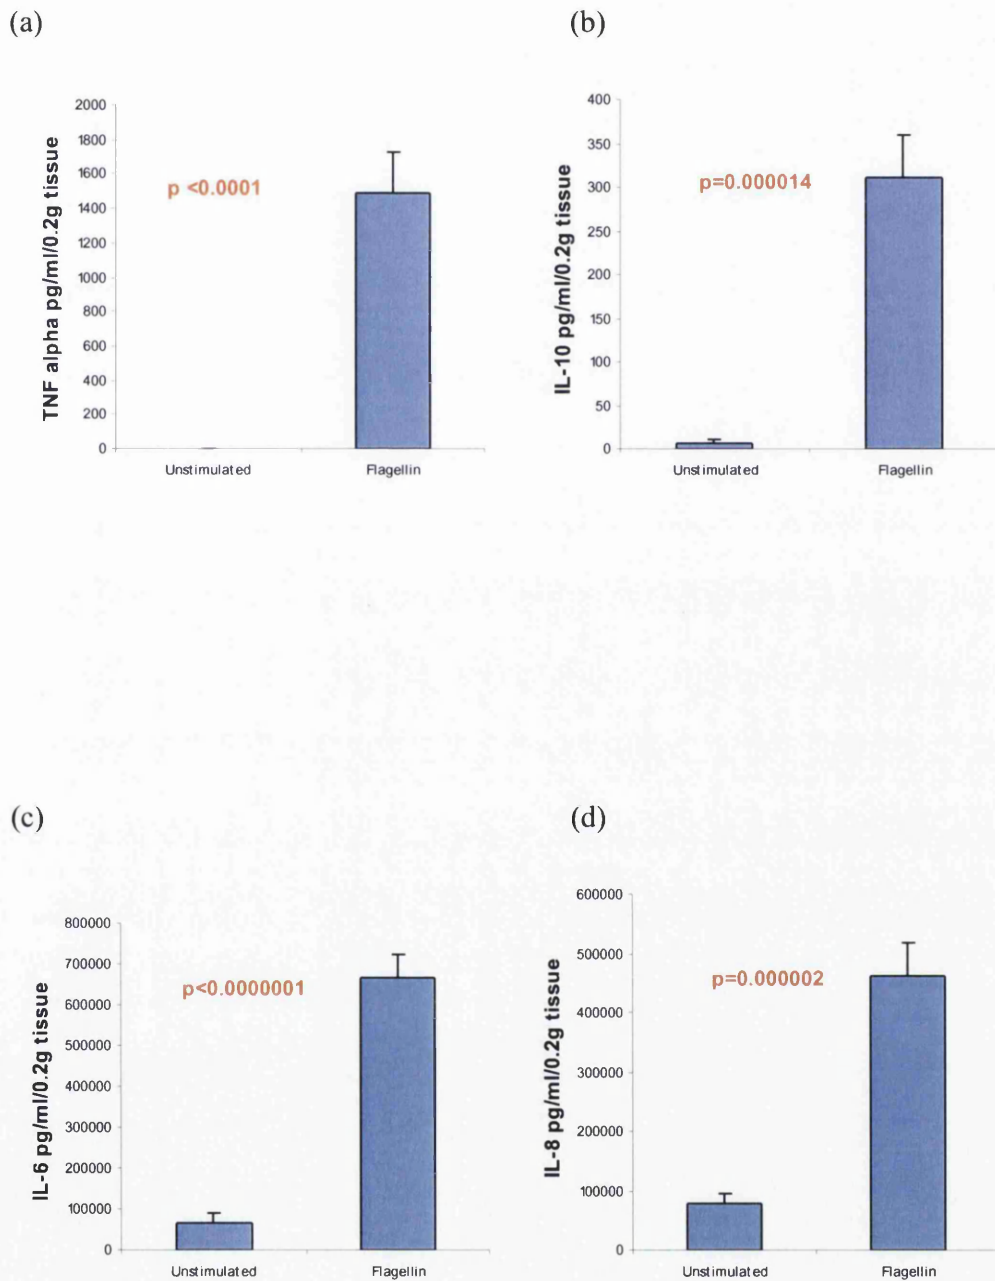 (a)
TNF alpha pg/ml/0.2g tissue
2000
1800
1600
1400
1200
1000
800
600
400
200
0
p <0.0001
Unstimulated
Flagellin
(b)
IL-10 pg/ml/0.2g tissue
400
350
300
250
200
150
100
50
0
p=0.000014
Unstimulated
Flagellin
(c)
IL-6 pg/ml/0.2g tissue
800000
700000
600000
500000
400000
300000
200000
100000
0
p<0.0000001
Unstimulated
Flagellin
(d)
IL-8 pg/ml/0.2g tissue
600000
500000
400000
300000
200000
100000
0
p=0.000002
Unstimulated
Flagellin